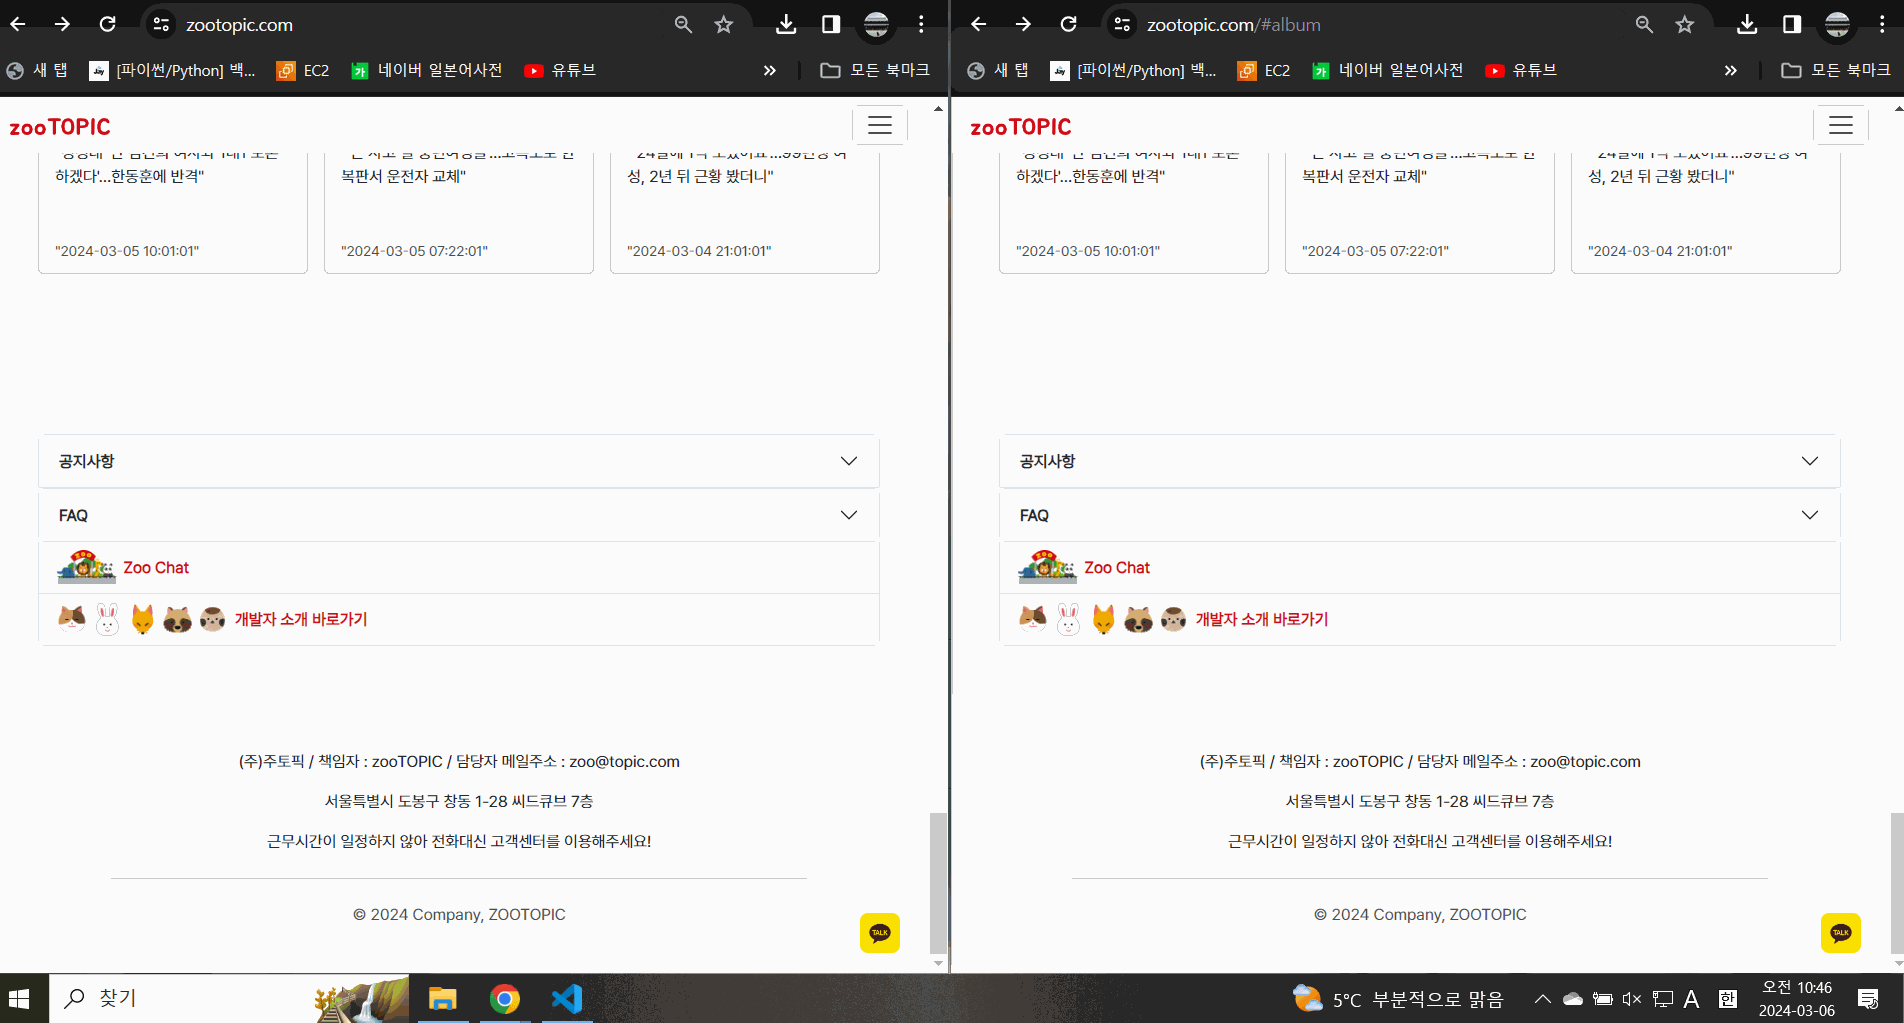 zootopic.com
새 탭
[파이썬/Python] 백...
EC2
네이버 일본어사전
유튜브
모든 북마크
zooTOPIC
하겠다'...한동훈에 반격"
복판서 운전자 교체"
성, 2년 뒤 근황 봤더니"
"2024-03-05 10:01:01"
"2024-03-05 07:22:01"
"2024-03-04 21:01:01"
공지사항
FAQ
ZOO
Zoo Chat
개발자 소개 바로가기
(주)주토픽 / 책임자 : zooTOPIC / 담당자 메일주소 : zoo@topic.com
서울특별시 도봉구 창동 1-28 씨드큐브 7층
근무시간이 일정하지 않아 전화대신 고객센터를 이용해주세요!
© 2024 Company, ZOOTOPIC
TALK
zootopic.com/#album
새 탭
[파이썬/Python] 백...
EC2
네이버 일본어사전
유튜브
모든 북마크
zooTOPIC
하겠다'...한동훈에 반격"
복판서 운전자 교체"
성, 2년 뒤 근황 봤더니"
"2024-03-05 10:01:01"
"2024-03-05 07:22:01"
"2024-03-04 21:01:01"
공지사항
FAQ
ZOO
Zoo Chat
개발자 소개 바로가기
(주)주토픽 / 책임자 : zooTOPIC / 담당자 메일주소 : zoo@topic.com
서울특별시 도봉구 창동 1-28 씨드큐브 7층
근무시간이 일정하지 않아 전화대신 고객센터를 이용해주세요!
© 2024 Company, ZOOTOPIC
TALK
찾기
5°C 부분적으로 맑음
A
한
오전 10:46
2024-03-06